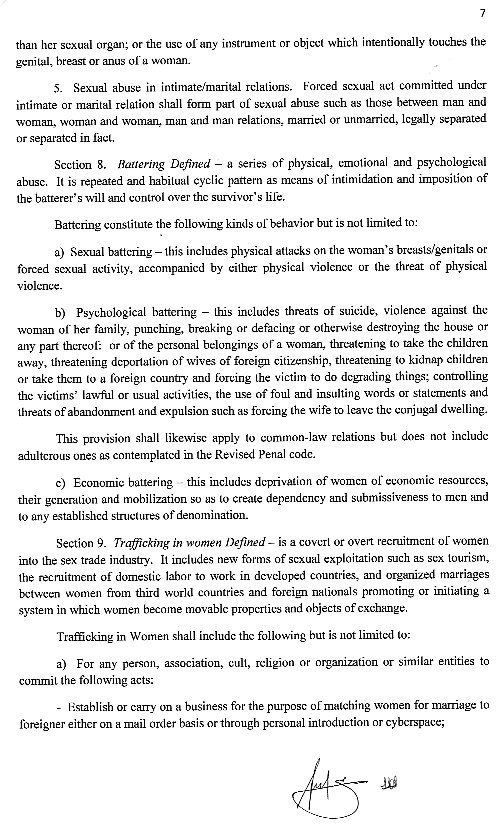 7
than her sexual organ; or the use of any instrument or object which intentionally touches the
genital, breast or anus of a woman.
5. Sexual abuse in intimate/marital relations. Forced sexual act committed under
intimate or marital relation shall form part of sexual abuse such as those between man and
woman, woman and woman, man and man relations, married or unmarried, legally separated
or separated in fact.
Section 8. Battering Defined – a series of physical, emotional and psychological
abuse. It is repeated and habitual cyclic pattern as means of intimidation and imposition of
the batterer's will and control over the survivor's life.
Battering constitute the following kinds of behavior but is not limited to:
a) Sexual battering – this includes physical attacks on the woman's breasts/genitals or
forced sexual activity, accompanied by either physical violence or the threat of physical
violence.
b) Psychological battering – this includes threats of suicide, violence against the
woman of her family, punching, breaking or defacing or otherwise destroying the house or
any part thereof: or of the personal belongings of a woman, threatening to take the children
away, threatening deportation of wives of foreign citizenship, threatening to kidnap children
or take them to a foreign country and forcing the victim to do degrading things; controlling
the victims' lawful or usual activities, the use of foul and insulting words or statements and
threats of abandonment and expulsion such as forcing the wife to leave the conjugal dwelling.
This provision shall likewise apply to common-law relations but does not include
adulterous ones as contemplated in the Revised Penal code.
c) Economic battering – this includes deprivation of women of economic resources,
their generation and mobilization so as to create dependency and submissiveness to men and
to any established structures of denomination.
Section 9. Trafficking in women Defined – is a covert or overt recruitment of women
into the sex trade industry. It includes new forms of sexual exploitation such as sex tourism,
the recruitment of domestic labor to work in developed countries, and organized marriages
between women from third world countries and foreign nationals promoting or initiating a
system in which women become movable properties and objects of exchange.
Trafficking in Women shall include the following but is not limited to:
a) For any person, association, cult, religion or organization or similar entities to
commit the following acts:
- Establish or carry on a business for the purpose of matching women for marriage to
foreigner either on a mail order basis or through personal introduction or cyberspace;